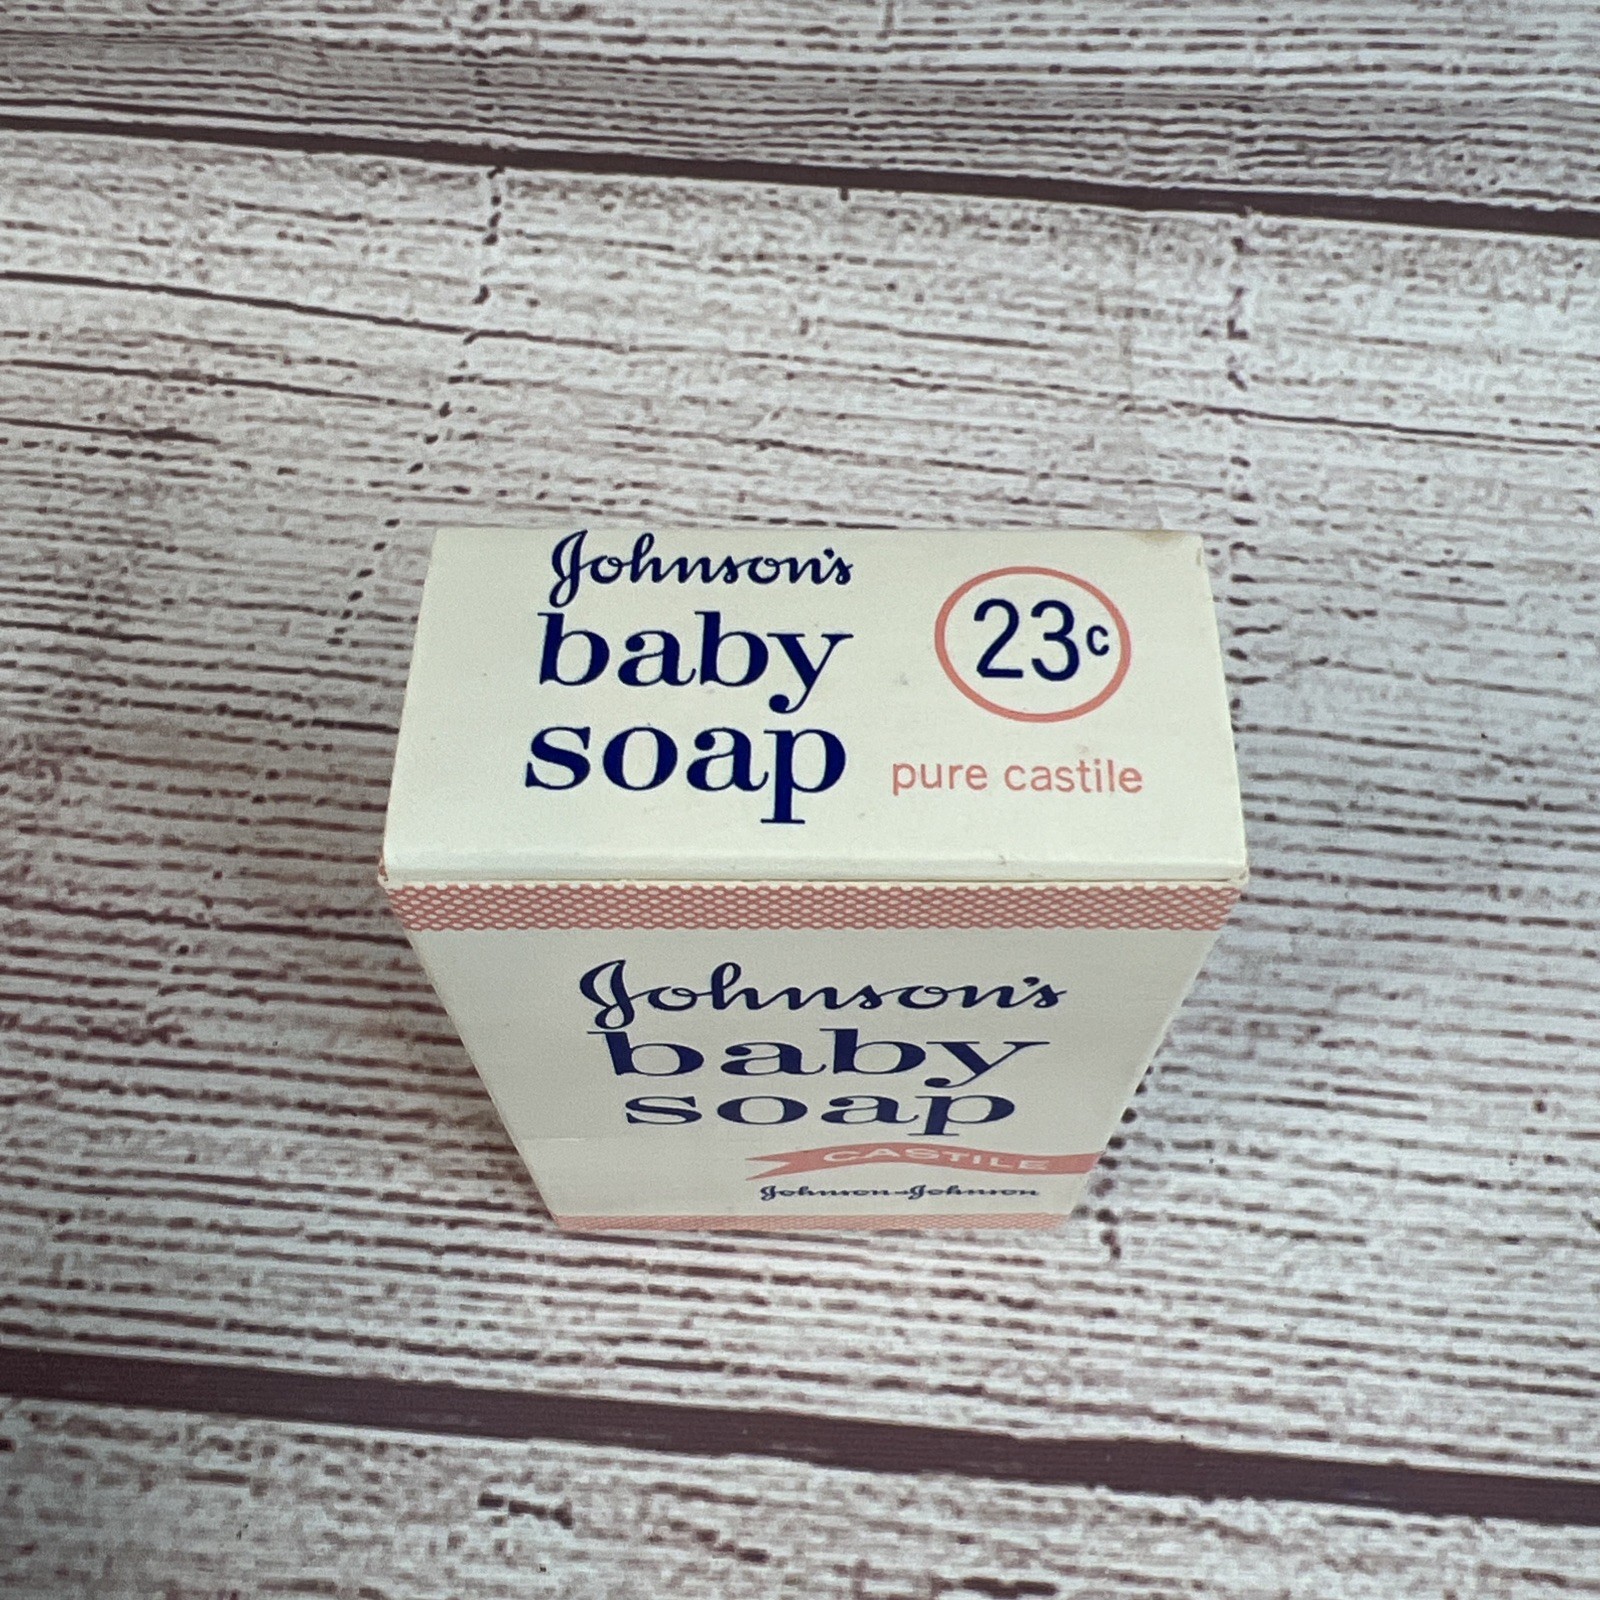 Johnson's
baby
soap
23c
pure castile
Johnson's
baby
soap
CASTILE
Johnson & Johnson